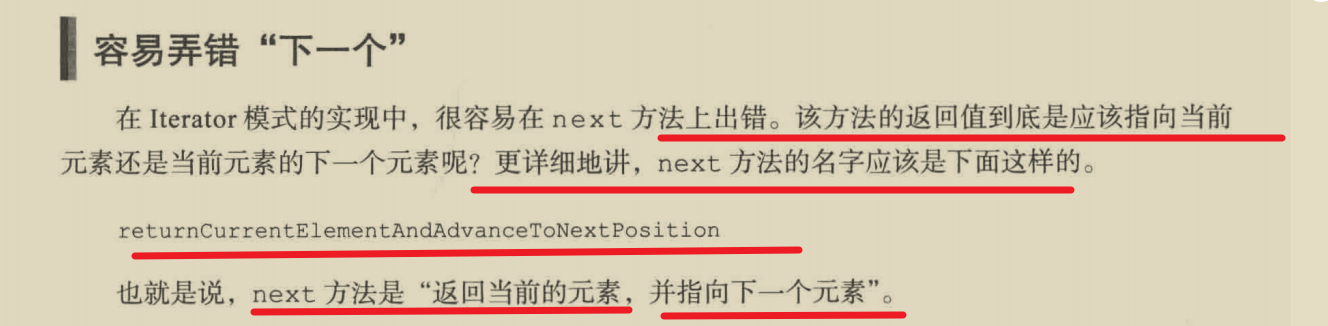 容易弄错“下一个”
在 Iterator 模式的实现中，很容易在 next 方法上出错。该方法的返回值到底是应该指向当前
元素还是当前元素的下一个元素呢？更详细地讲，next 方法的名字应该是下面这样的。
returnCurrentElementAndAdvanceToNextPosition
也就是说，next 方法是“返回当前的元素，并指向下一个元素”。